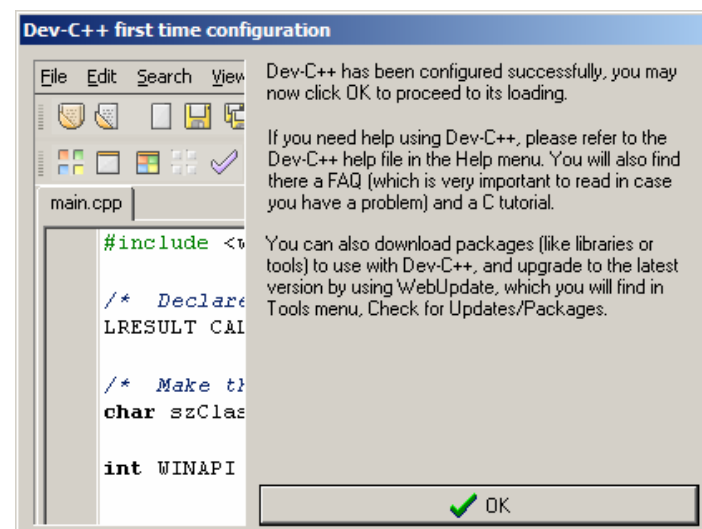 Dev-C++ first time configuration
File Edit Search View
main.cpp
#include <w
/* Declare
LRESULT CAL
/* Make th
char szClas
int WINAPI
Dev-C++ has been configured successfully, you may
now click OK to proceed to its loading.
If you need help using Dev-C++, please refer to the
Dev-C++ help file in the Help menu. You will also find
there a FAQ (which is very important to read in case
you have a problem) and a C tutorial.
You can also download packages (like libraries or
tools) to use with Dev-C++, and upgrade to the latest
version by using WebUpdate, which you will find in
Tools menu, Check for Updates/Packages.
OK